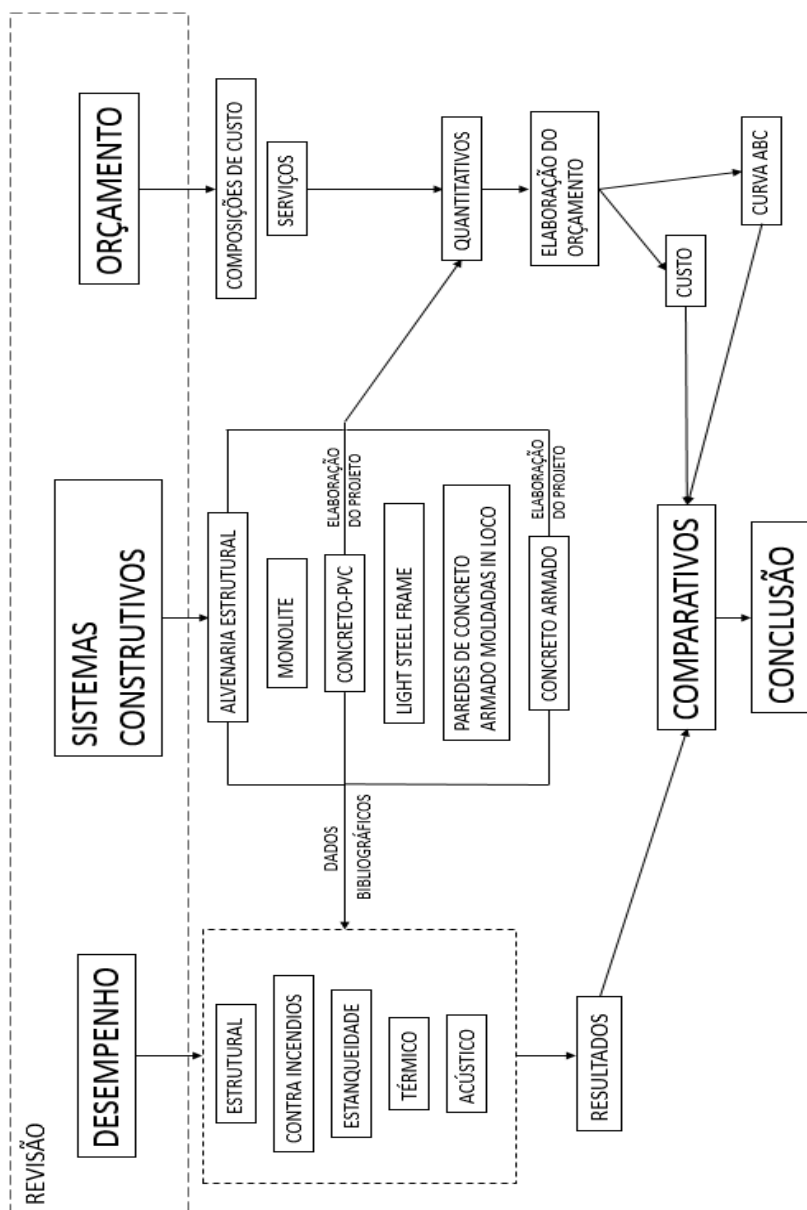 REVISÃO
DESEMPENHO
SISTEMAS
CONSTRUTIVOS
ORÇAMENTO
ESTRUTURAL
CONTRA INCENDIOS
ESTANQUEIDADE
TÉRMICO
ACÚSTICO
RESULTADOS
DADOS
BIBLIOGRÁFICOS
ALVENARIA ESTRUTURAL
MONOLITE
CONCRETO-PVC
ELABORAÇÃO
DO PROJETO
LIGHT STEEL FRAME
PAREDES DE CONCRETO
ARMADO MOLDADAS IN LOCO
CONCRETO ARMADO
ELABORAÇÃO
DO PROJETO
COMPOSIÇÕES DE CUSTO
SERVIÇOS
QUANTITATIVOS
ELABORAÇÃO DO
ORÇAMENTO
CUSTO
CURVA ABC
COMPARATIVOS
CONCLUSÃO